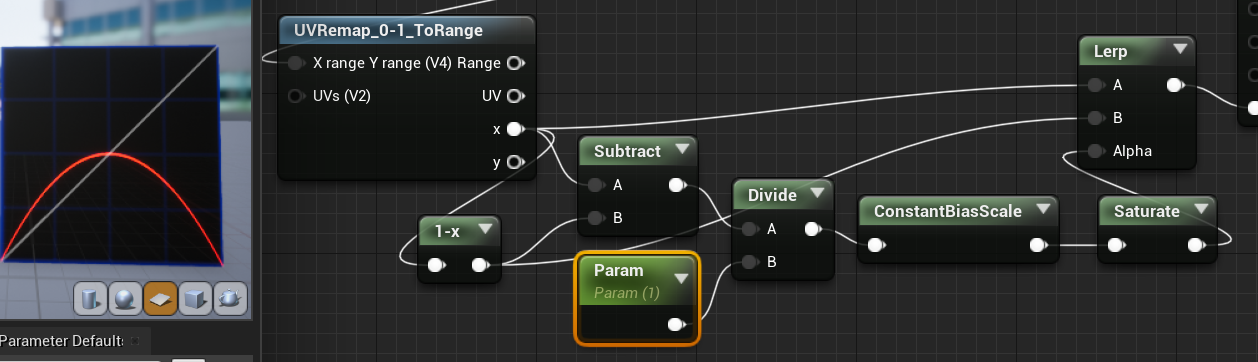 UVRemap_0-1_ToRange
X range Y range (V4) Range
UVs (V2) UV
x
y
1-x
Subtract
A
B
Param
Param (1)
Divide
A
B
ConstantBiasScale
Saturate
Lerp
A
B
Alpha
Parameter Default